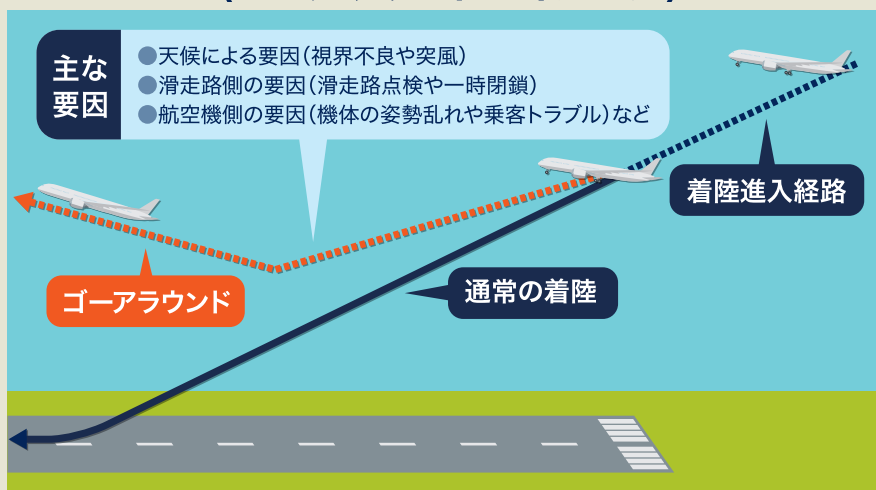 主な
要因
●天候による要因(視界不良や突風)
●滑走路側の要因(滑走路点検や一時閉鎖)
●航空機側の要因(機体の姿勢乱れや乗客トラブル)など
着陸進入経路
通常の着陸
ゴーアラウンド